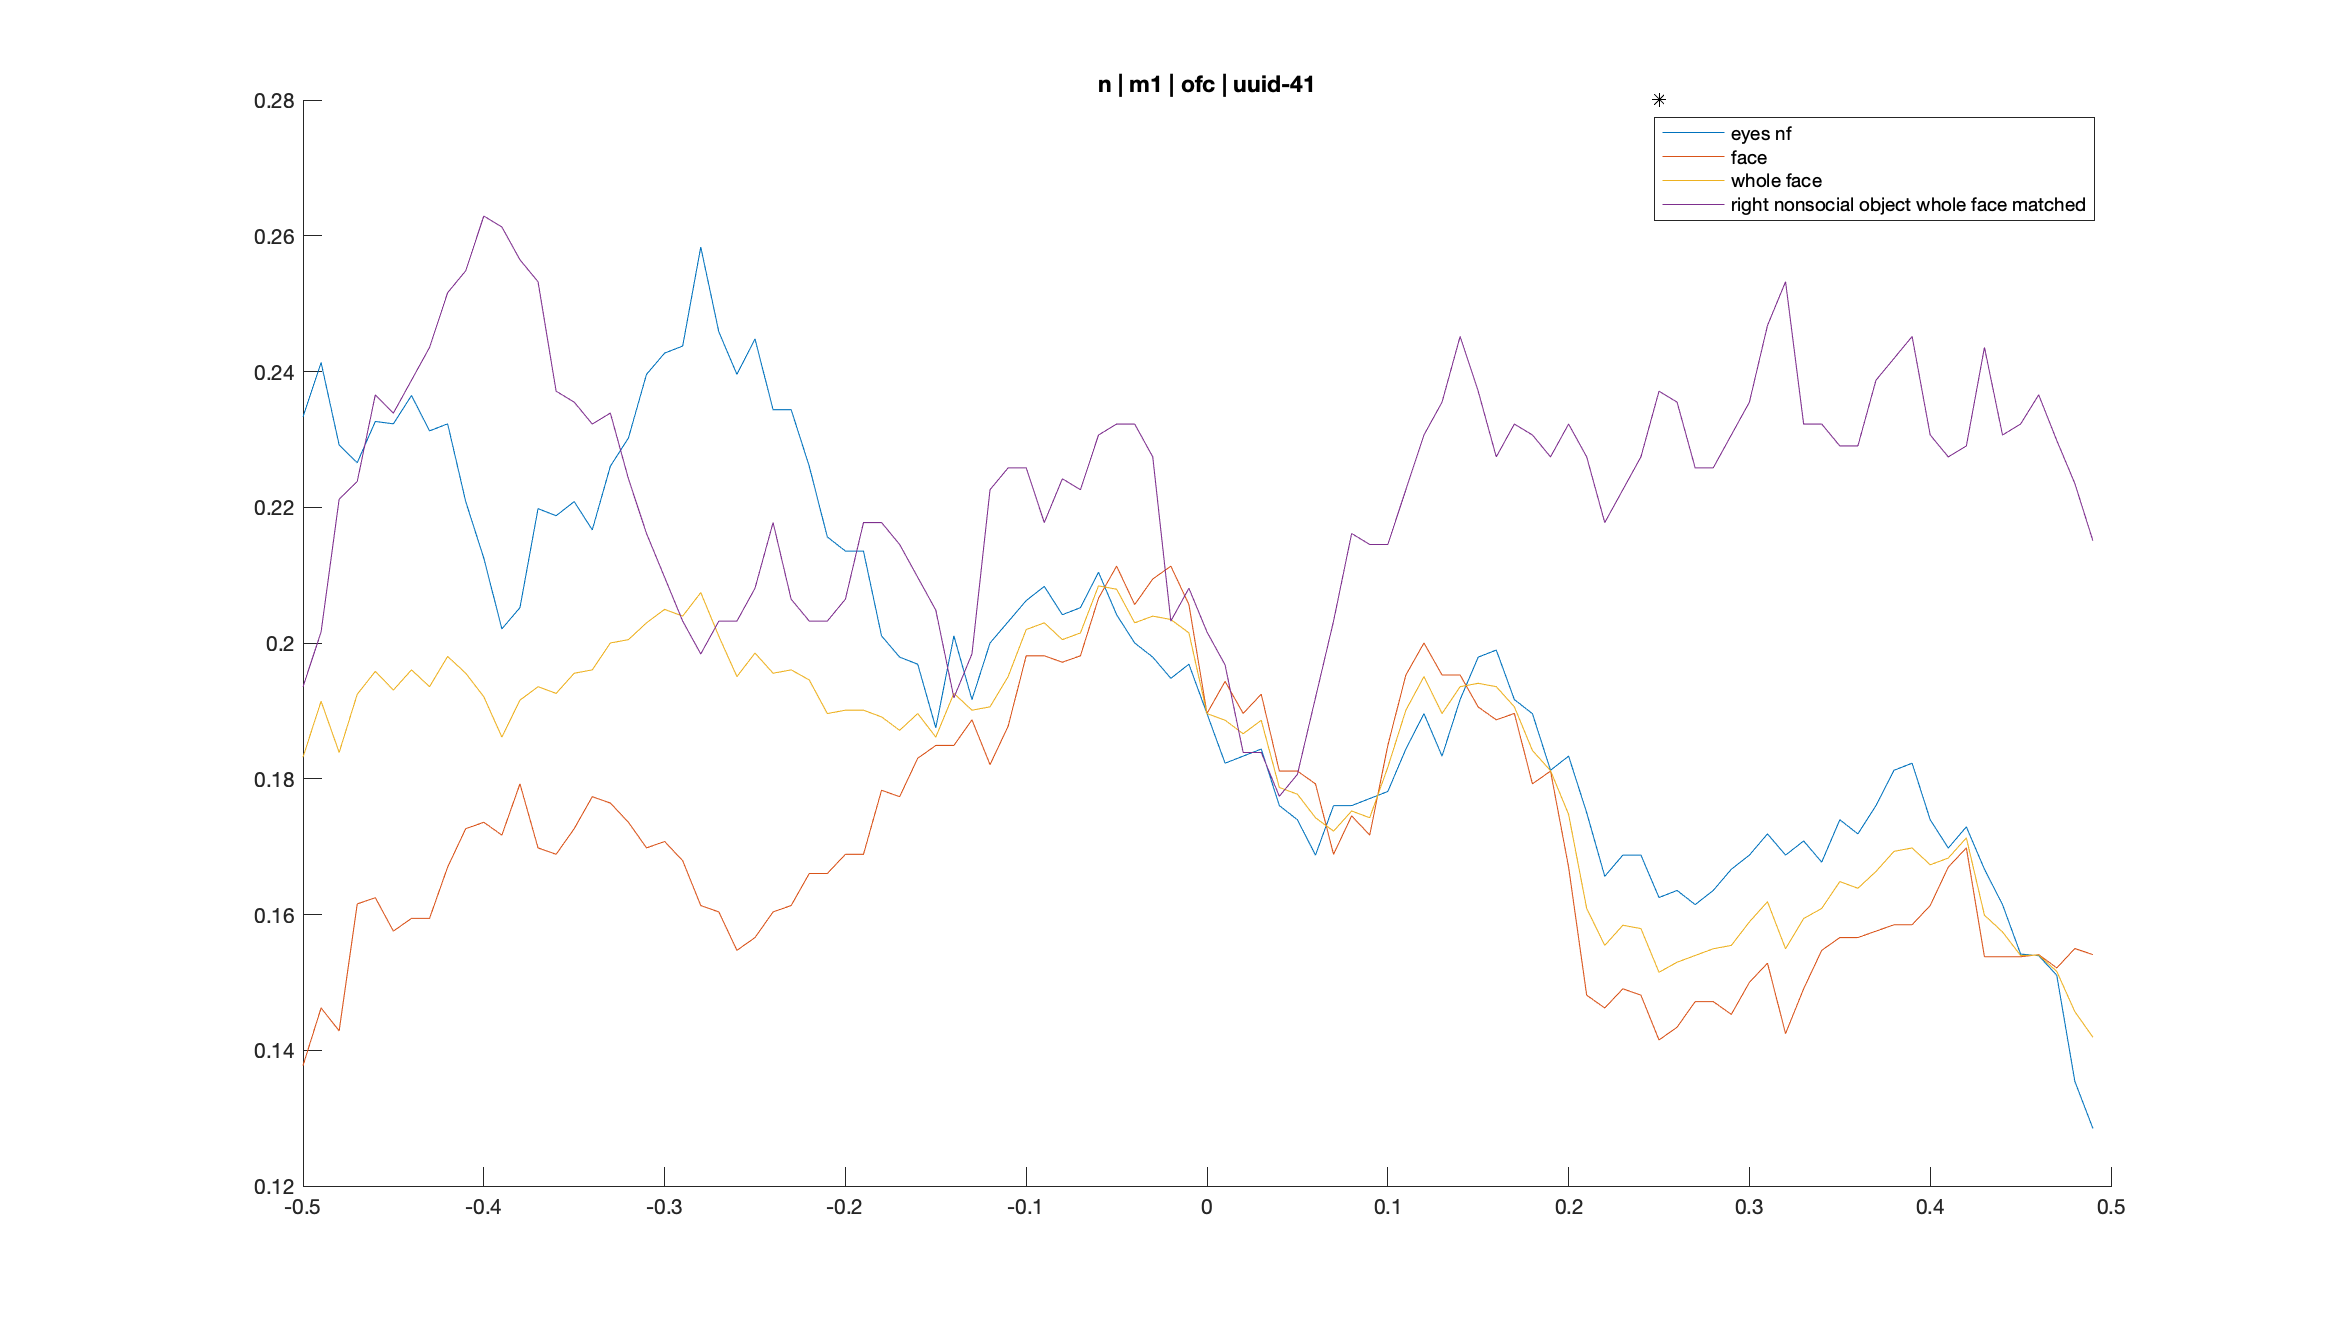 n | m1 | ofc | uuid-41
0.28
0.26
0.24
0.22
0.2
0.18
0.16
0.14
0.12
-0.5 -0.4 -0.3 -0.2 -0.1 0 0.1 0.2 0.3 0.4 0.5
eyes nf
face
whole face
right nonsocial object whole face matched